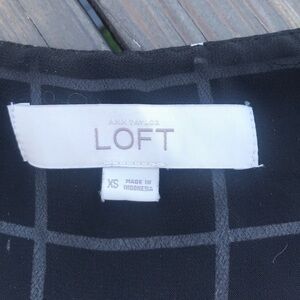 ANN TAYLOR
LOFT
XS MADE IN
INDONESIA